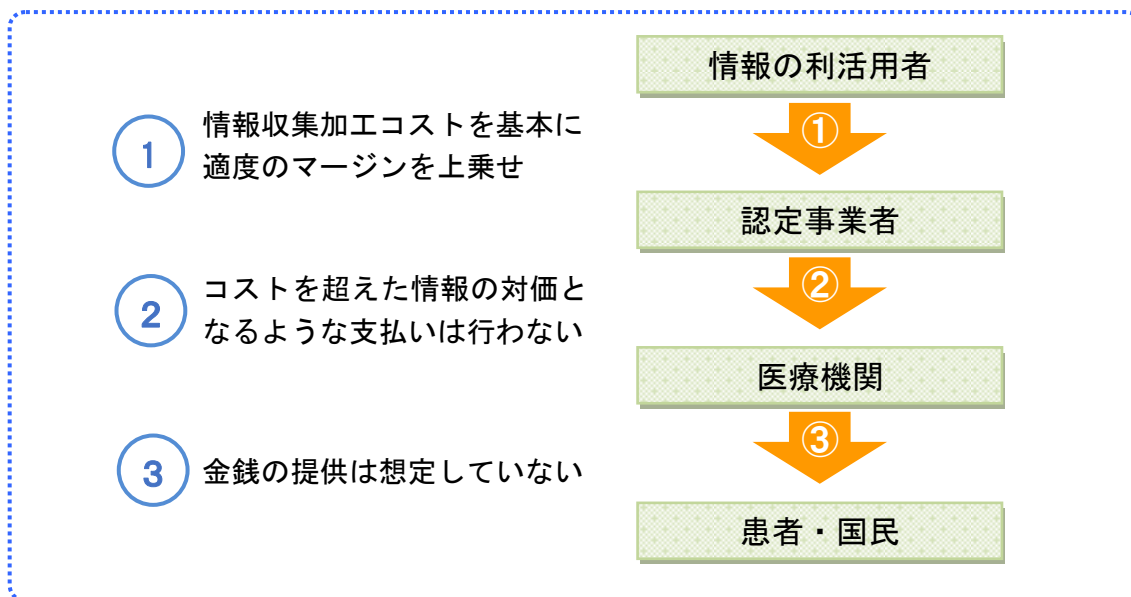 情報の利活用者
①
1
情報収集加工コストを基本に
適度のマージンを上乗せ
認定事業者
②
2
コストを超えた情報の対価と
なるような支払いは行わない
医療機関
③
3
金銭の提供は想定していない
患者・国民